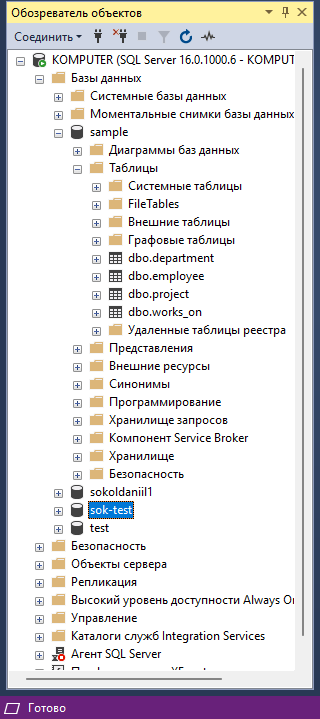 Обозреватель объектов
Соединить
KOMPUTER (SQL Server 16.0.1000.6 - KOMPUT
Базы данных
Системные базы данных
Моментальные снимки базы данных
sample
Диаграммы баз данных
Таблицы
Системные таблицы
FileTables
Внешние таблицы
Графовые таблицы
dbo.department
dbo.employee
dbo.project
dbo.works_on
Удаленные таблицы реестра
Представления
Внешние ресурсы
Синонимы
Программирование
Хранилище запросов
Компонент Service Broker
Хранилище
Безопасность
sokoldaniil1
sok-test
test
Безопасность
Объекты сервера
Репликация
Высокий уровень доступности Always On
Управление
Каталоги служб Integration Services
Агент SQL Server
Готово